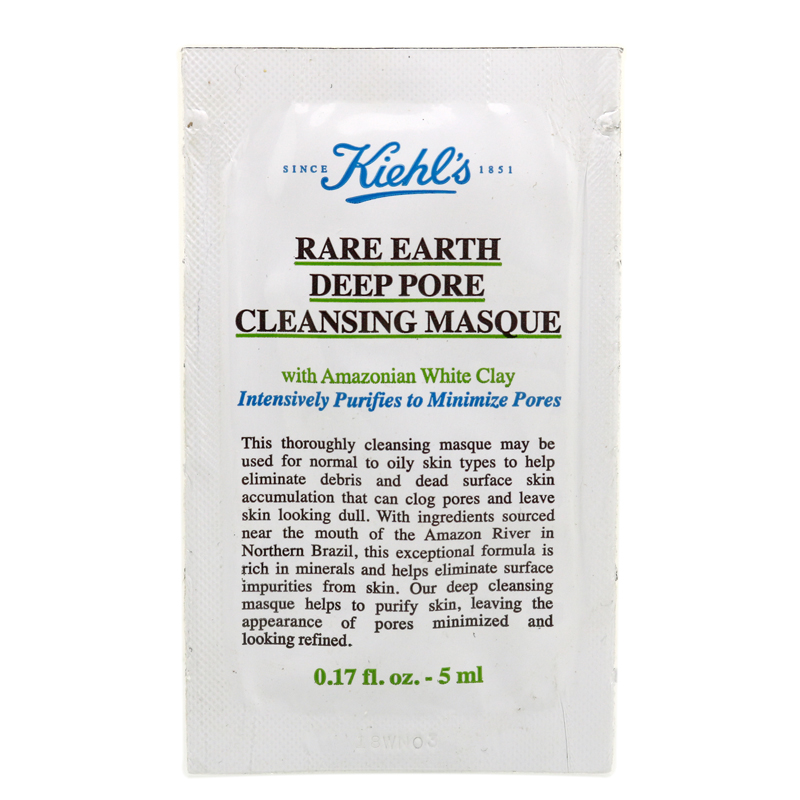 SINCE Kiehl's 1851
RARE EARTH
DEEP PORE
CLEANSING MASQUE
with Amazonian White Clay
Intensively Purifies to Minimize Pores
This thoroughly cleansing masque may be
used for normal to oily skin types to help
eliminate debris and dead surface skin
accumulation that can clog pores and leave
skin looking dull. With ingredients sourced
near the mouth of the Amazon River in
Northern Brazil, this exceptional formula is
rich in minerals and helps eliminate surface
impurities from skin. Our deep cleansing
masque helps to purify skin, leaving the
appearance of pores minimized and
looking refined.
0.17 fl. oz. - 5 ml